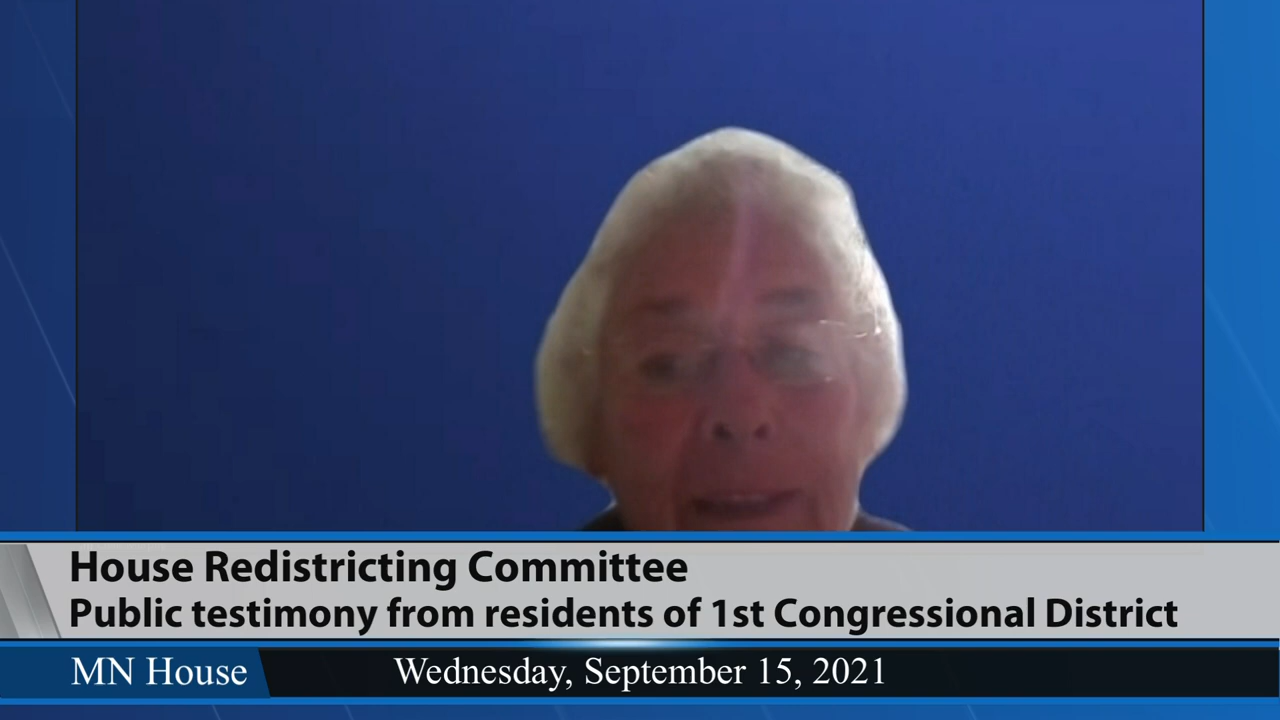 House Redistricting Committee
Public testimony from residents of 1st Congressional District
MN House
Wednesday, September 15, 2021